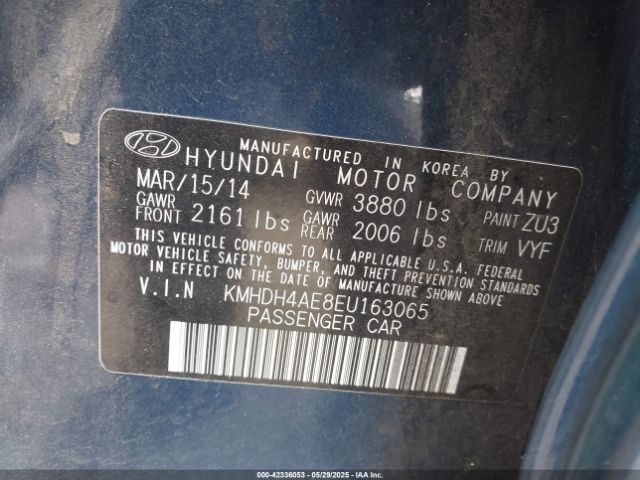 MANUFACTURED IN KOREA BY
HYUNDAI MOTOR COMPANY
MAR/15/14 GVWR 3880 lbs PAINT ZU3
GAWR FRONT 2161 lbs GAWR REAR 2006 lbs TRIM VYF
THIS VEHICLE CONFORMS TO ALL APPLICABLE U.S.A. FEDERAL
MOTOR VEHICLE SAFETY, BUMPER, AND THEFT PREVENTION STANDARDS
IN EFFECT ON THE DATE OF MANUFACTURE SHOWN ABOVE.
V.I.N KMHDH4AE8EU163065
PASSENGER CAR
000-42336053 - 05/29/2025 - IAA Inc.